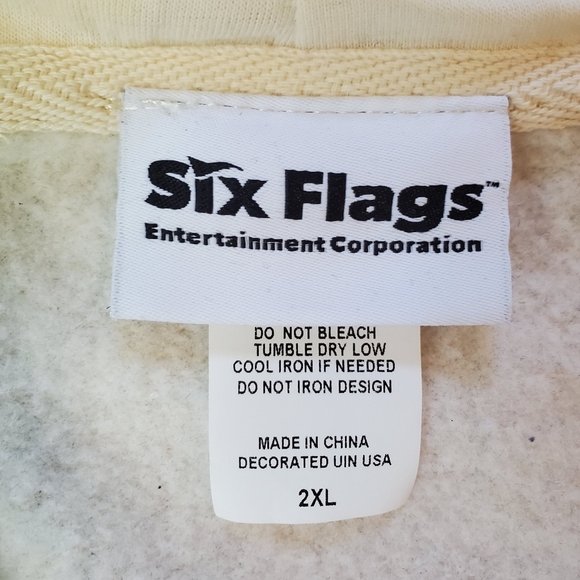 Six Flags™
Entertainment Corporation
DO NOT BLEACH
TUMBLE DRY LOW
COOL IRON IF NEEDED
DO NOT IRON DESIGN
MADE IN CHINA
DECORATED UIN USA
2XL